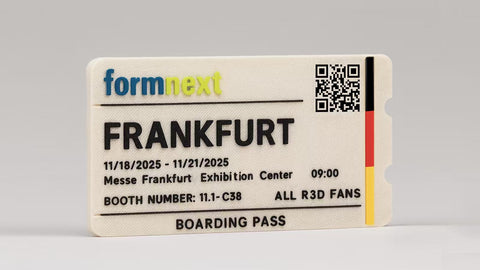 formnext
FRANKFURT
11/18/2025 - 11/21/2025
Messe Frankfurt Exhibition Center 09:00
BOOTH NUMBER: 11.1-C38 ALL R3D FANS
BOARDING PASS